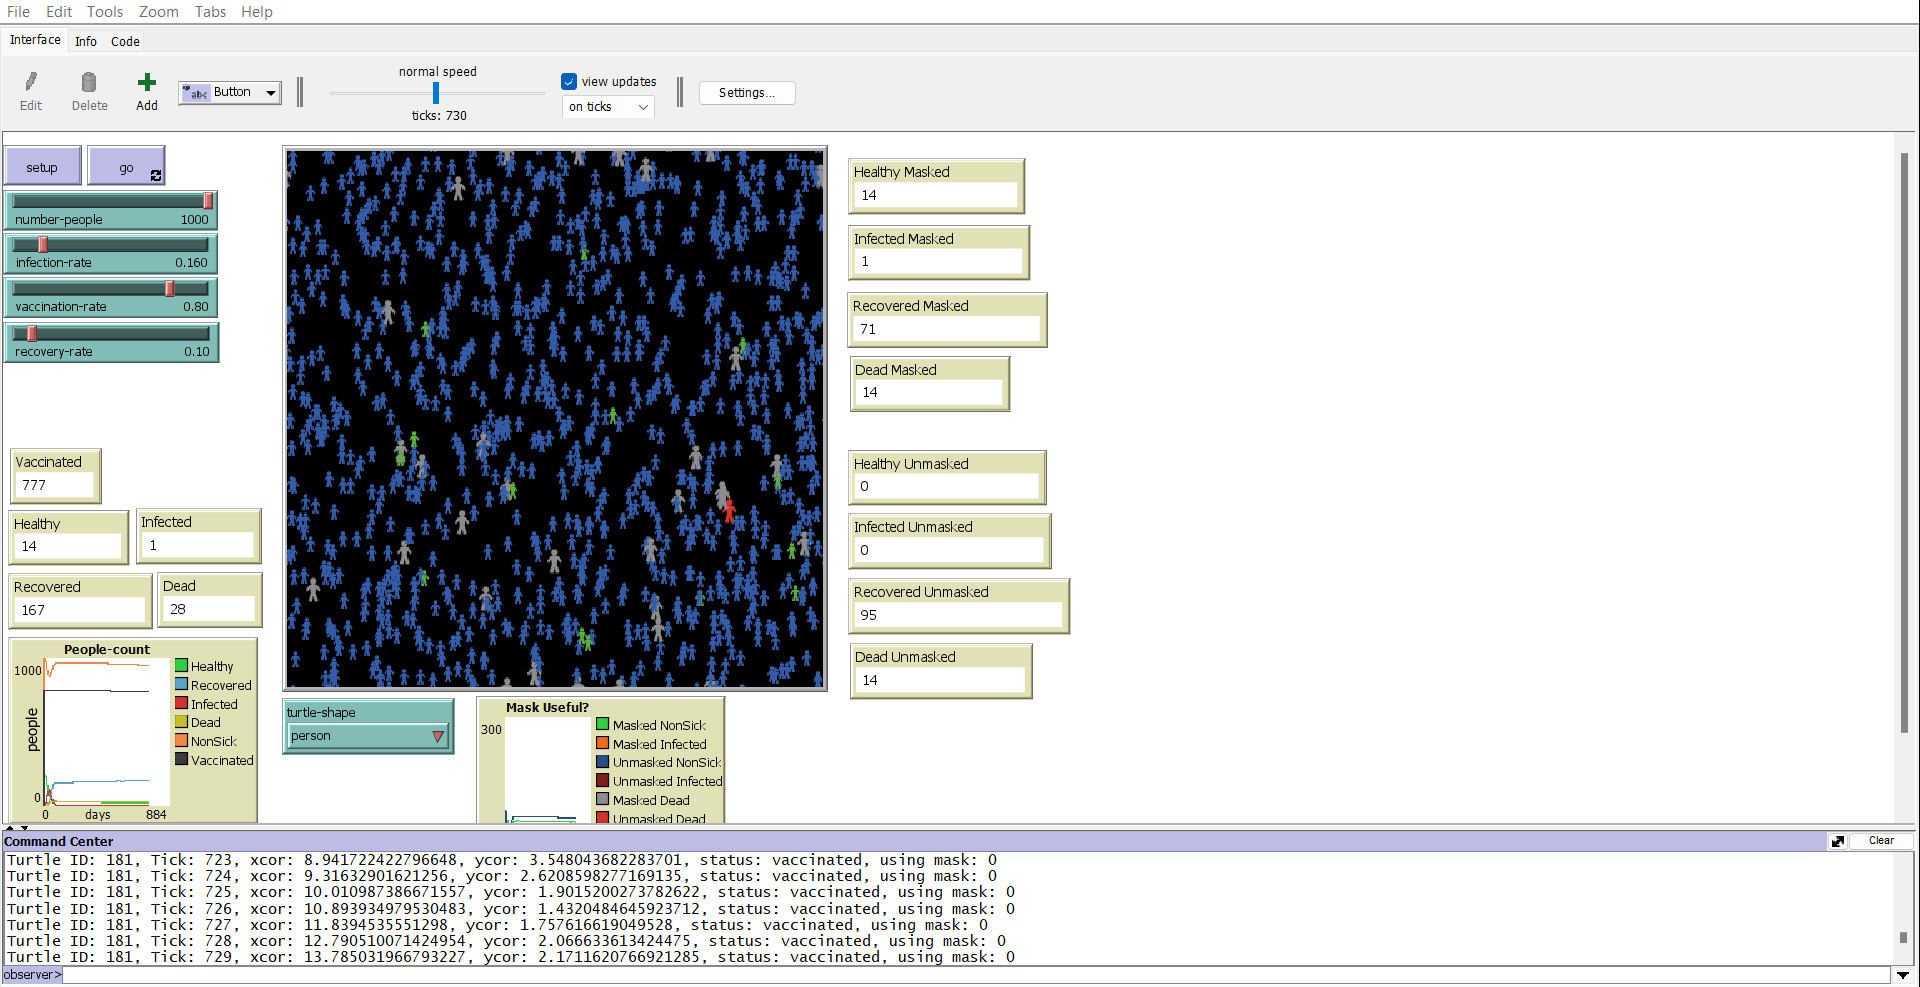 File Edit Tools Zoom Tabs Help
Interface Info Code
Edit Delete Add abc Button normal speed ticks: 730 view updates on ticks Settings...
setup go
number-people 1000
infection-rate 0.160
vaccination-rate 0.80
recovery-rate 0.10
Vaccinated
777
Healthy
14
Infected
1
Recovered
167
Dead
28
People-count
1000
people
0
0 days 884
Healthy
Recovered
Infected
Dead
NonSick
Vaccinated
turtle-shape
person
Mask Useful?
300
Masked NonSick
Masked Infected
Unmasked NonSick
Unmasked Infected
Masked Dead
Unmasked Dead
Healthy Masked
14
Infected Masked
1
Recovered Masked
71
Dead Masked
14
Healthy Unmasked
0
Infected Unmasked
0
Recovered Unmasked
95
Dead Unmasked
14
Command Center Clear
Turtle ID: 181, Tick: 723, xcor: 8.941722422796648, ycor: 3.548043682283701, status: vaccinated, using mask: 0
Turtle ID: 181, Tick: 724, xcor: 9.31632901621256, ycor: 2.6208598277169135, status: vaccinated, using mask: 0
Turtle ID: 181, Tick: 725, xcor: 10.010987386671557, ycor: 1.9015200273782622, status: vaccinated, using mask: 0
Turtle ID: 181, Tick: 726, xcor: 10.893934979530483, ycor: 1.4320484645923712, status: vaccinated, using mask: 0
Turtle ID: 181, Tick: 727, xcor: 11.8394535551298, ycor: 1.757616619049528, status: vaccinated, using mask: 0
Turtle ID: 181, Tick: 728, xcor: 12.790510071424954, ycor: 2.066633613424475, status: vaccinated, using mask: 0
Turtle ID: 181, Tick: 729, xcor: 13.785031966793227, ycor: 2.1711620766921285, status: vaccinated, using mask: 0
observer>